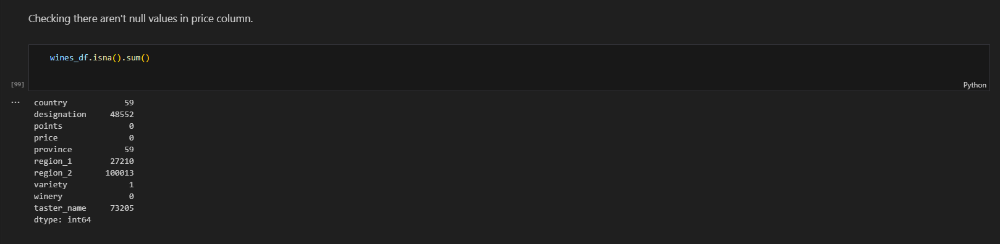 Checking there aren't null values in price column.
wines_df.isna().sum()
[99]
Python
...
country 59
designation 48552
points 0
price 0
province 59
region_1 27210
region_2 100013
variety 1
winery 0
taster_name 73205
dtype: int64